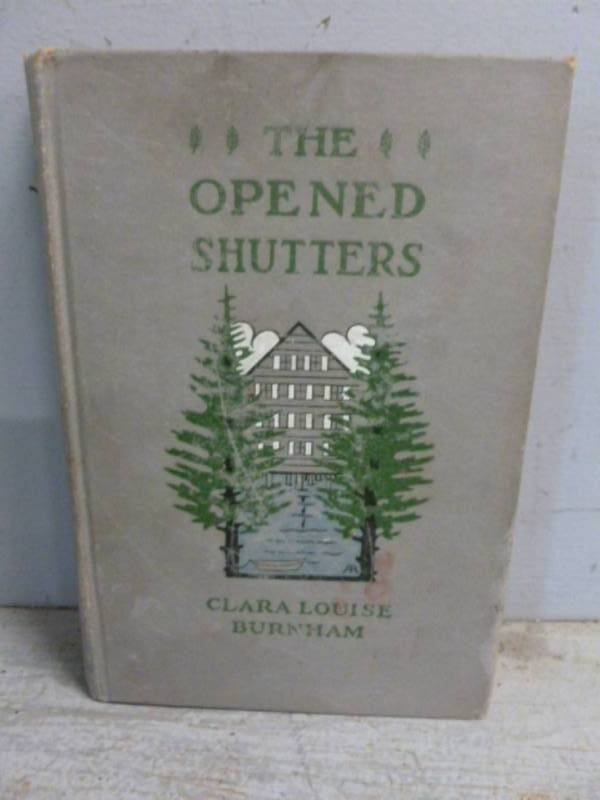 THE
OPENED
SHUTTERS
CLARA LOUISE
BURNHAM